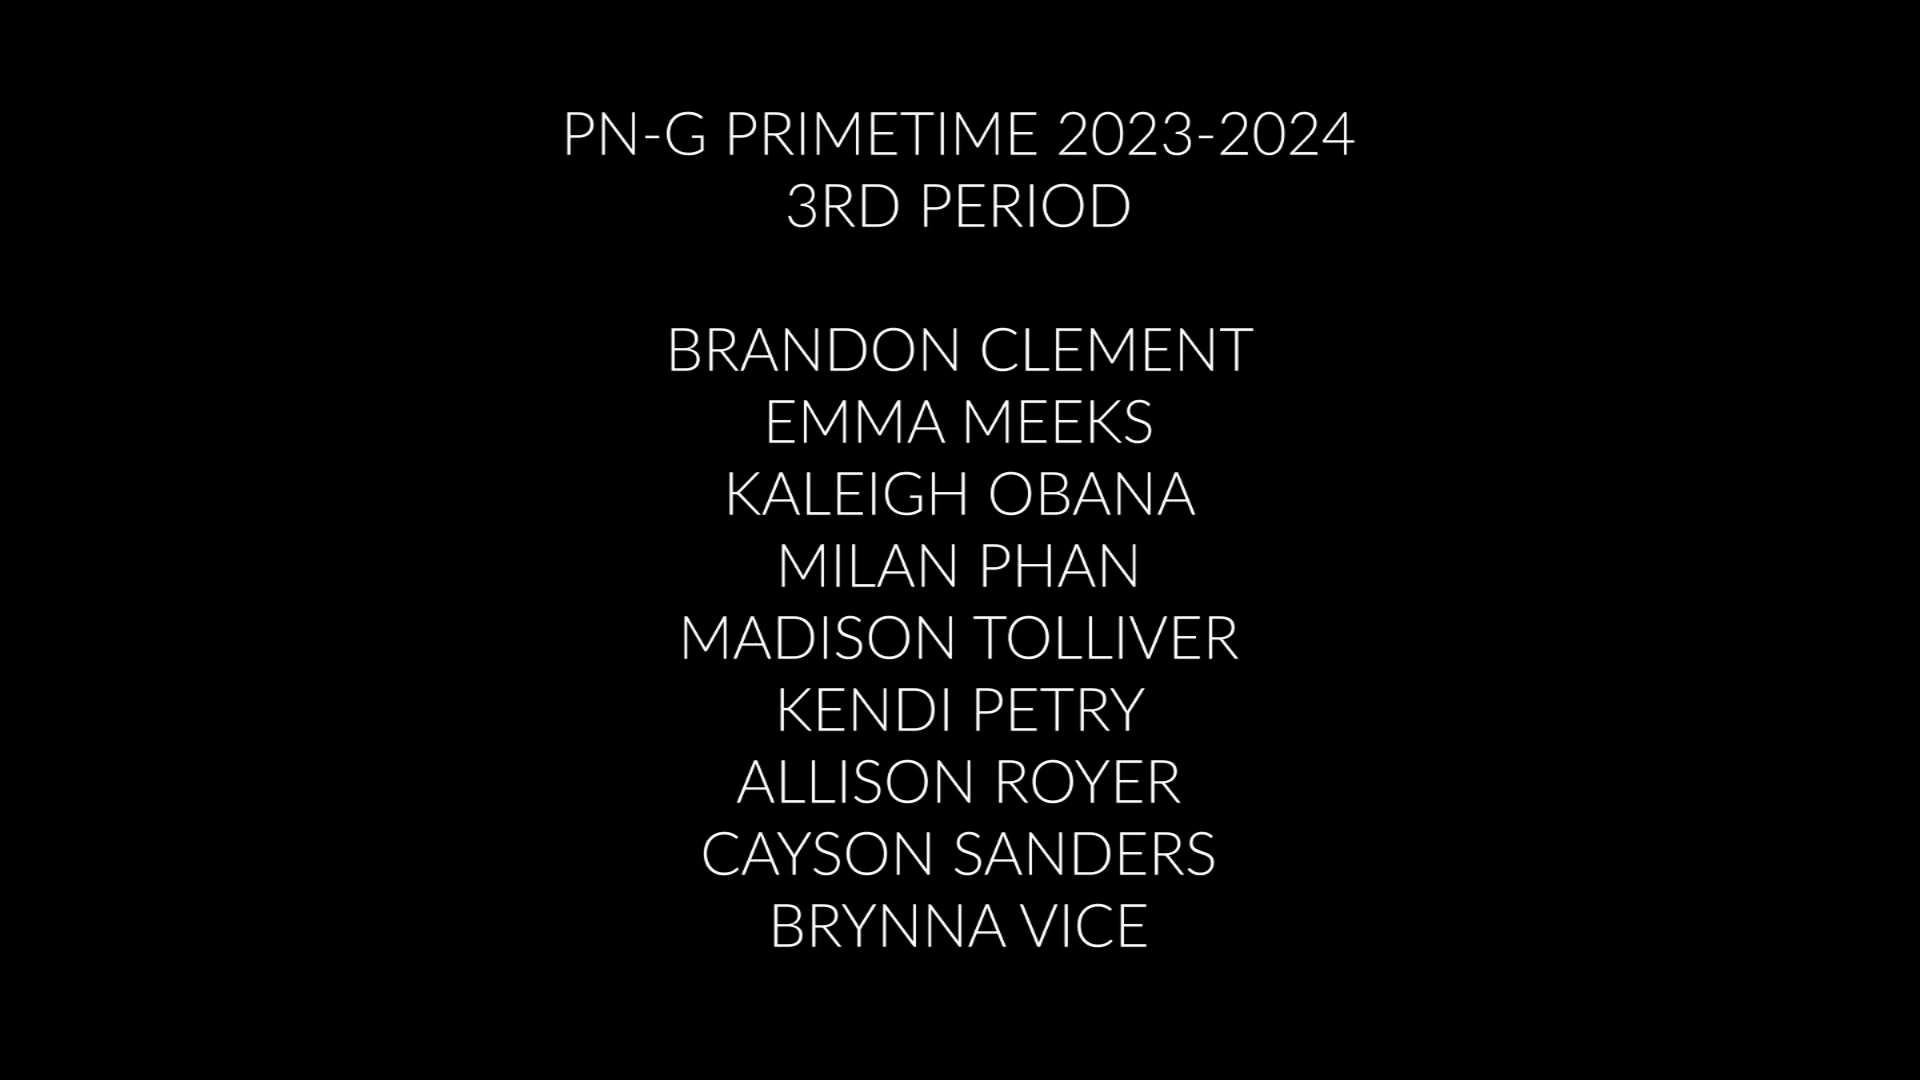 PN-G PRIMETIME 2023-2024
3RD PERIOD
BRANDON CLEMENT
EMMA MEEKS
KALEIGH OBANA
MILAN PHAN
MADISON TOLLIVER
KENDI PETRY
ALLISON ROYER
CAYSON SANDERS
BRYNNA VICE